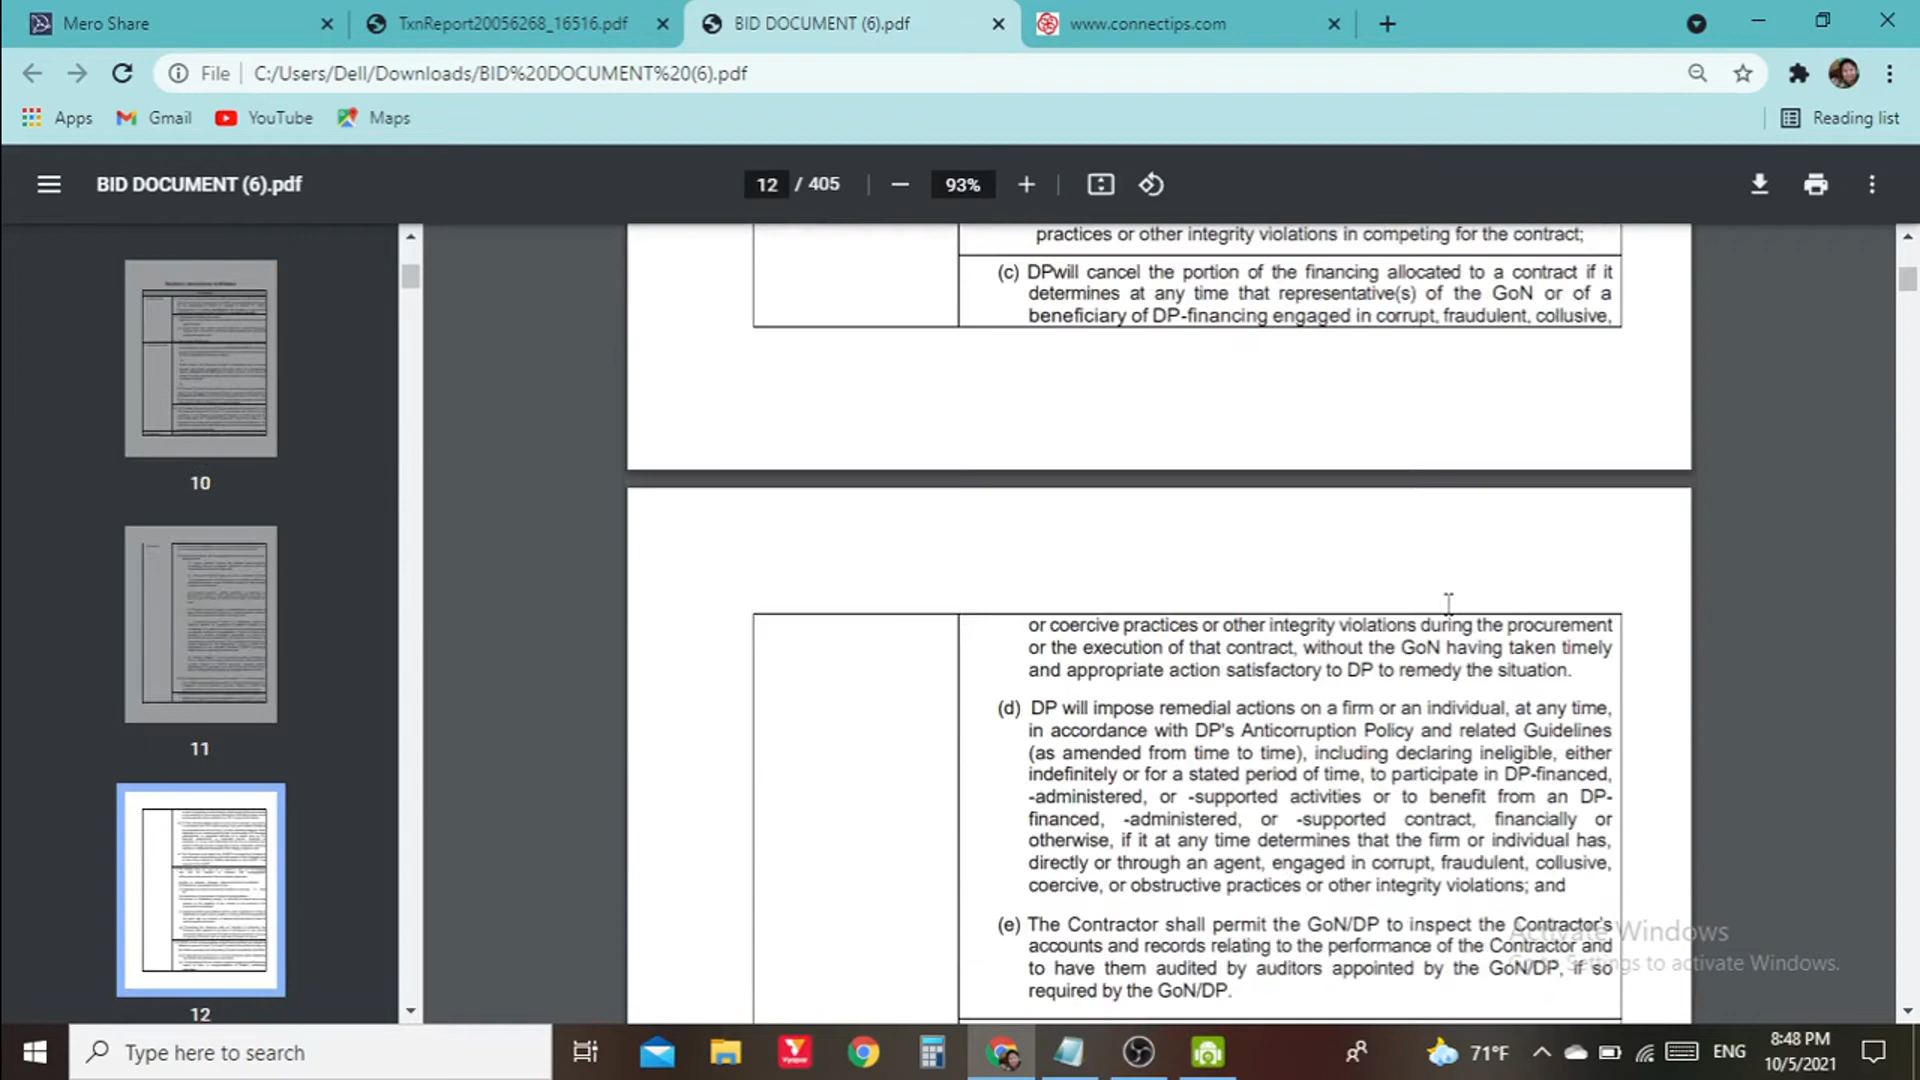 Mero Share
TxnReport20056268_16516.pdf
BID DOCUMENT (6).pdf
www.connectips.com
File
C:/Users/Dell/Downloads/BID%20DOCUMENT%20(6).pdf
Apps
Gmail
YouTube
Maps
Reading list
BID DOCUMENT (6).pdf
12 / 405
93%
10
11
12
practices or other integrity violations in competing for the contract;
(c) DPwill cancel the portion of the financing allocated to a contract if it
determines at any time that representative(s) of the GoN or of a
beneficiary of DP-financing engaged in corrupt, fraudulent, collusive,
or coercive practices or other integrity violations during the procurement
or the execution of that contract, without the GoN having taken timely
and appropriate action satisfactory to DP to remedy the situation.
(d) DP will impose remedial actions on a firm or an individual, at any time,
in accordance with DP's Anticorruption Policy and related Guidelines
(as amended from time to time), including declaring ineligible, either
indefinitely or for a stated period of time, to participate in DP-financed,
-administered, or -supported activities or to benefit from an DP-
financed, -administered, or -supported contract, financially or
otherwise, if it at any time determines that the firm or individual has,
directly or through an agent, engaged in corrupt, fraudulent, collusive,
coercive, or obstructive practices or other integrity violations; and
(e) The Contractor shall permit the GoN/DP to inspect the Contractor's
accounts and records relating to the performance of the Contractor and
to have them audited by auditors appointed by the GoN/DP, if so
required by the GoN/DP.
Activate Windows
Go to Settings to activate Windows.
Type here to search
71°F
ENG
8:48 PM
10/5/2021